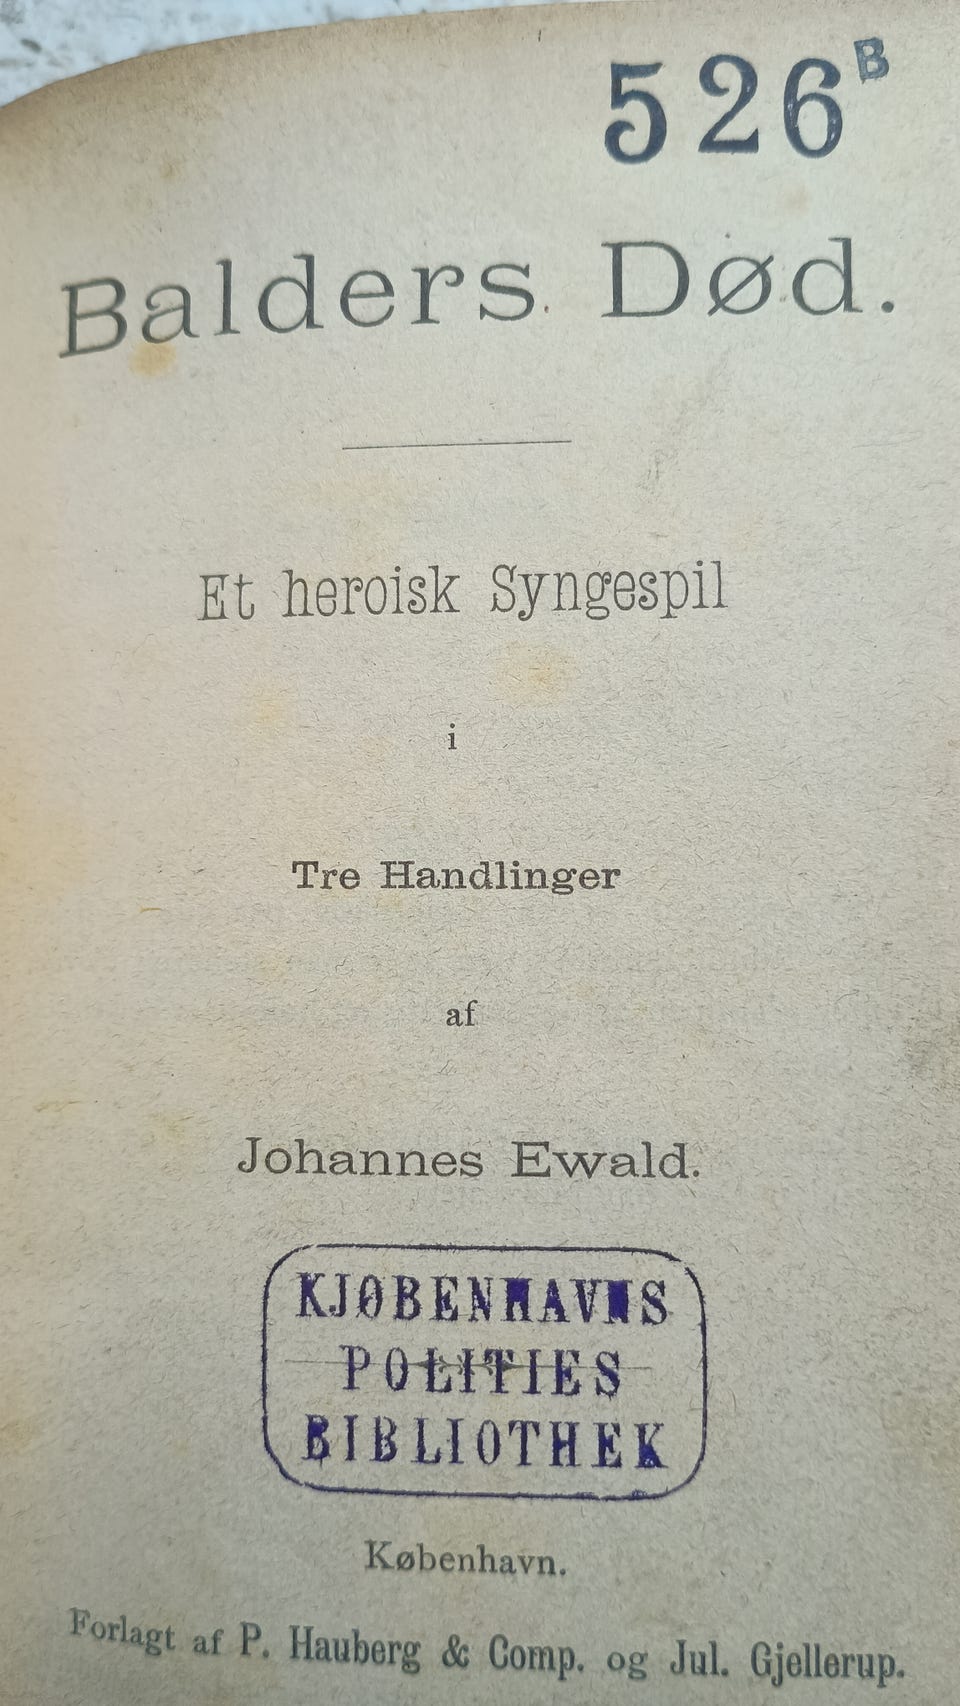 526B
Balders Død.
Et heroisk Syngespil
i
Tre Handlinger
af
Johannes Ewald.
KJØBENHAVNS
POLITIES
BIBLIOTHEK
København.
Forlagt af P. Hauberg & Comp. og Jul. Gjellerup.